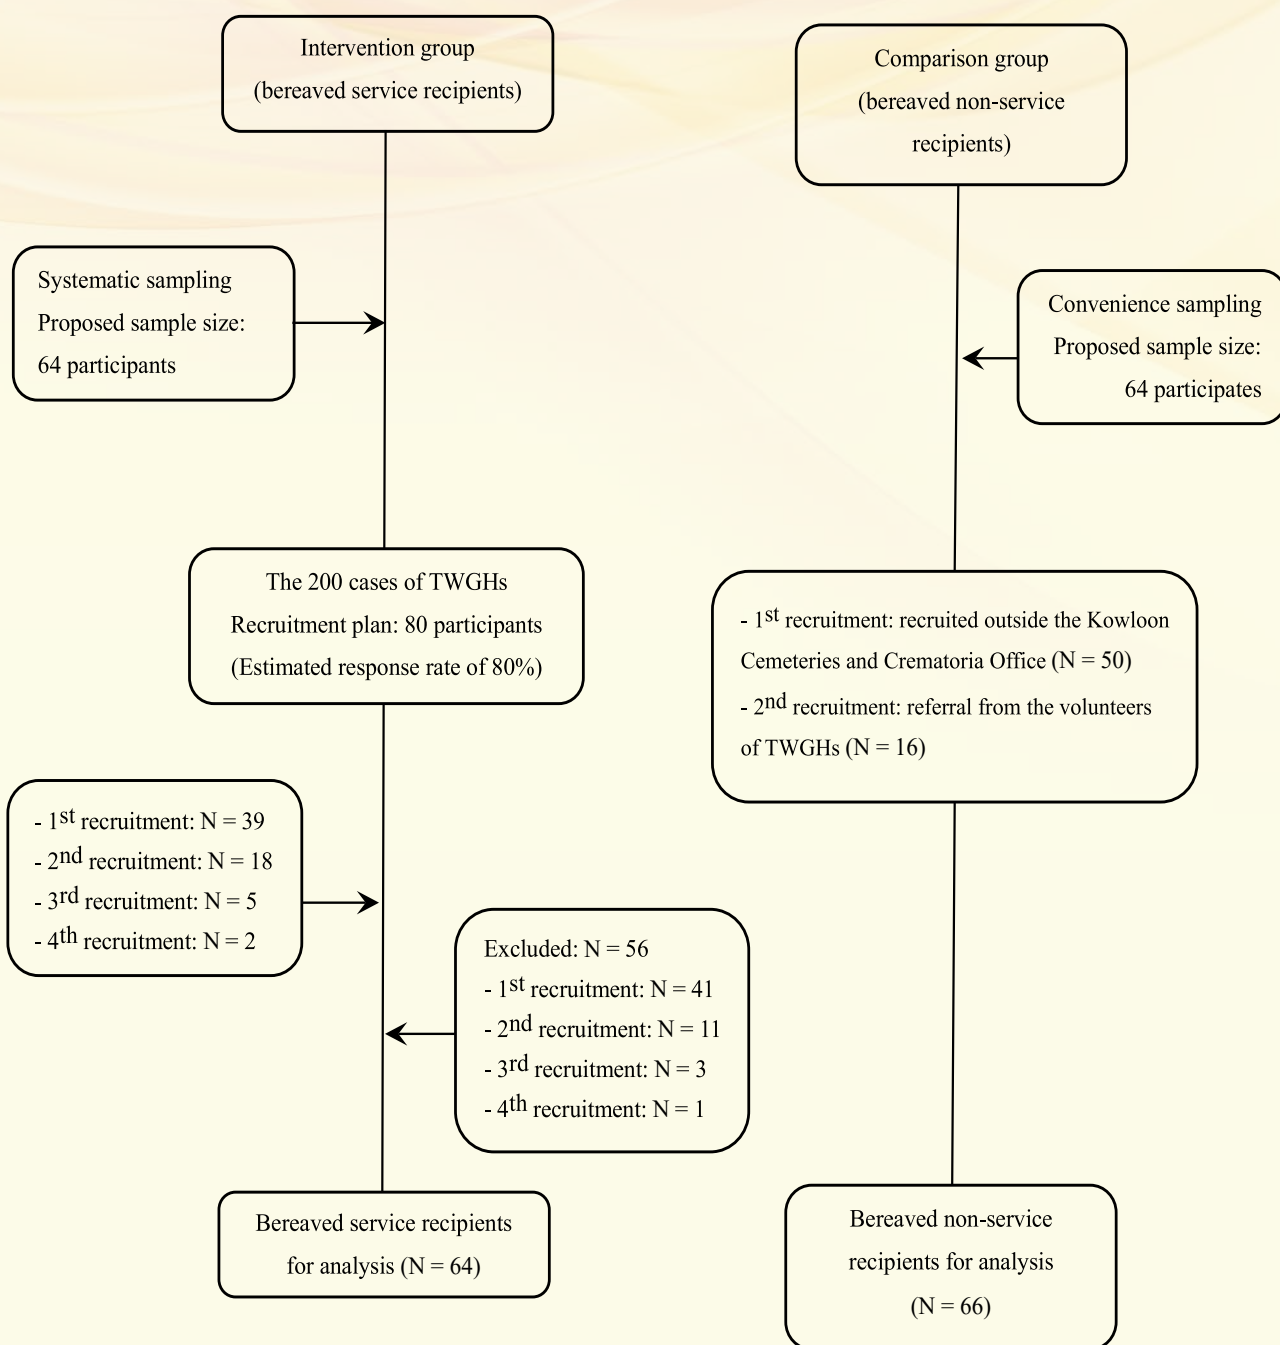 Intervention group
(bereaved service recipients)
Comparison group
(bereaved non-service
recipients)
Systematic sampling
Proposed sample size:
64 participants
Convenience sampling
Proposed sample size:
64 participates
The 200 cases of TWGHs
Recruitment plan: 80 participants
(Estimated response rate of 80%)
- 1st recruitment: recruited outside the Kowloon
Cemeteries and Crematoria Office (N = 50)
- 2nd recruitment: referral from the volunteers
of TWGHs (N = 16)
- 1st recruitment: N = 39
- 2nd recruitment: N = 18
- 3rd recruitment: N = 5
- 4th recruitment: N = 2
Excluded: N = 56
- 1st recruitment: N = 41
- 2nd recruitment: N = 11
- 3rd recruitment: N = 3
- 4th recruitment: N = 1
Bereaved service recipients
for analysis (N = 64)
Bereaved non-service
recipients for analysis
(N = 66)